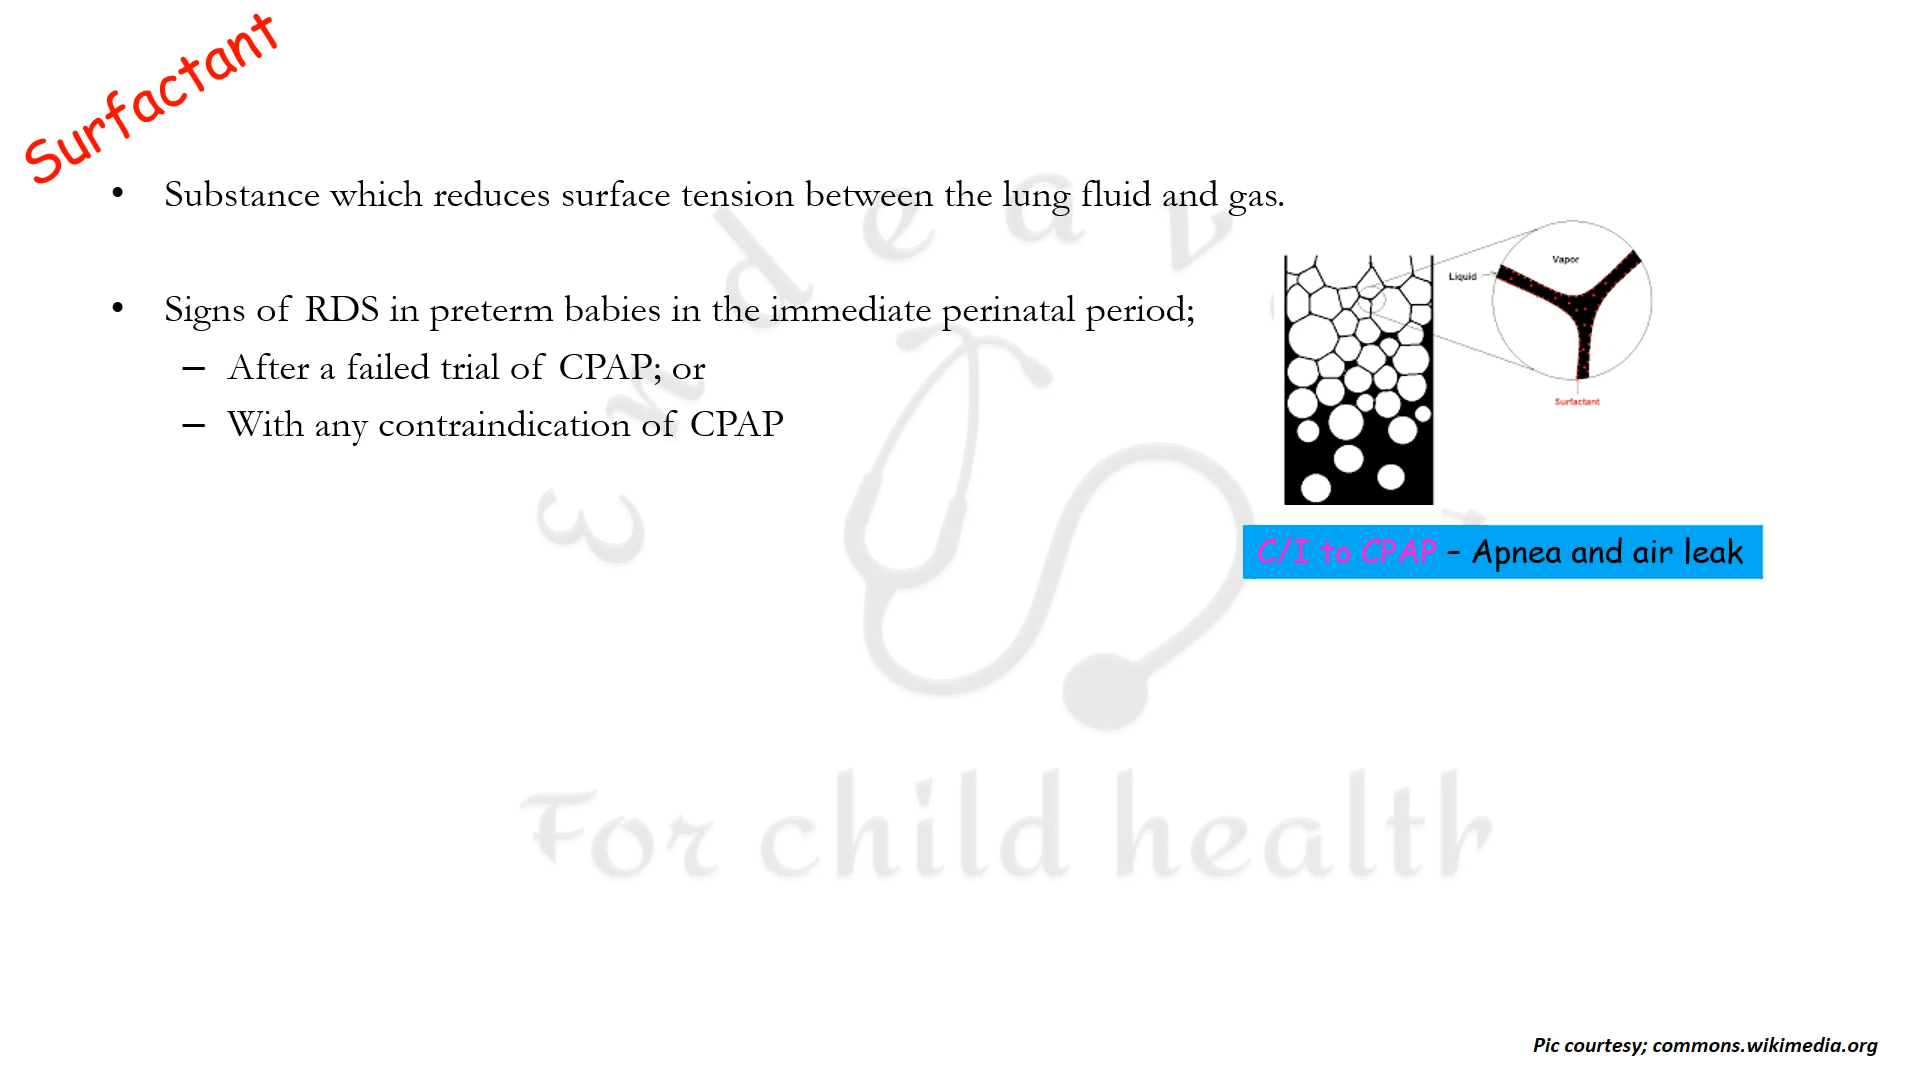 Surfactant
• Substance which reduces surface tension between the lung fluid and gas.
• Signs of RDS in preterm babies in the immediate perinatal period;
– After a failed trial of CPAP; or
– With any contraindication of CPAP
Vapor
Liquid
Surfactant
C/I to CPAP – Apnea and air leak
For child health
Pic courtesy; commons.wikimedia.org